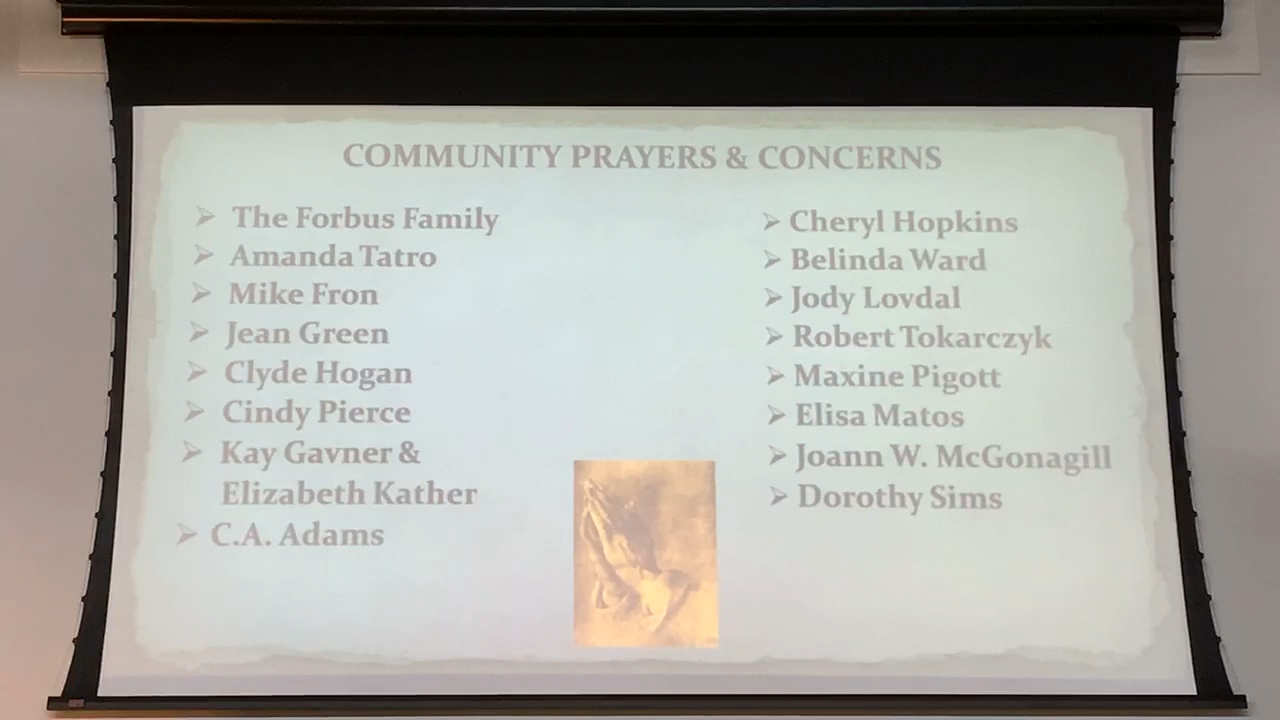 COMMUNITY PRAYERS & CONCERNS
The Forbus Family
Amanda Tatro
Mike Fron
Jean Green
Clyde Hogan
Cindy Pierce
Kay Gavner &
Elizabeth Kather
C.A. Adams
Cheryl Hopkins
Belinda Ward
Jody Lovdal
Robert Tokarczyk
Maxine Pigott
Elisa Matos
Joann W. McGonagill
Dorothy Sims